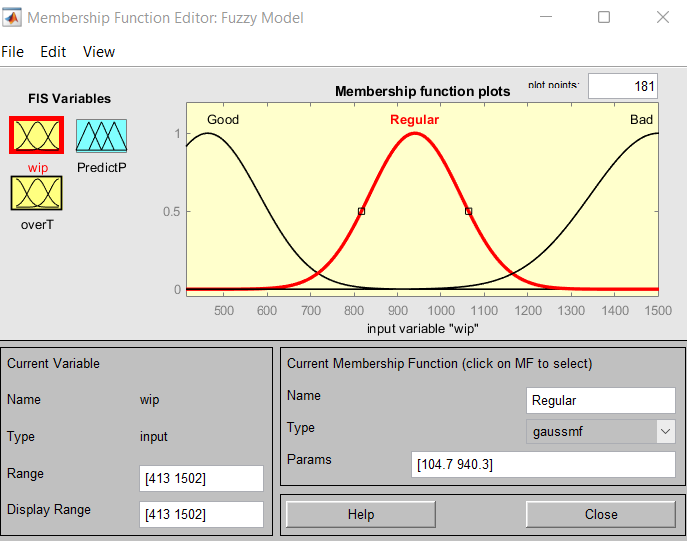 Membership Function Editor: Fuzzy Model
File Edit View
FIS Variables
wip
PredictP
overT
Membership function plots
plot points:
181
Good
Regular
Bad
1
0.5
0
500 600 700 800 900 1000 1100 1200 1300 1400 1500
input variable "wip"
Current Variable
Name wip
Type input
Range [413 1502]
Display Range [413 1502]
Current Membership Function (click on MF to select)
Name Regular
Type gaussmf
Params [104.7 940.3]
Help Close